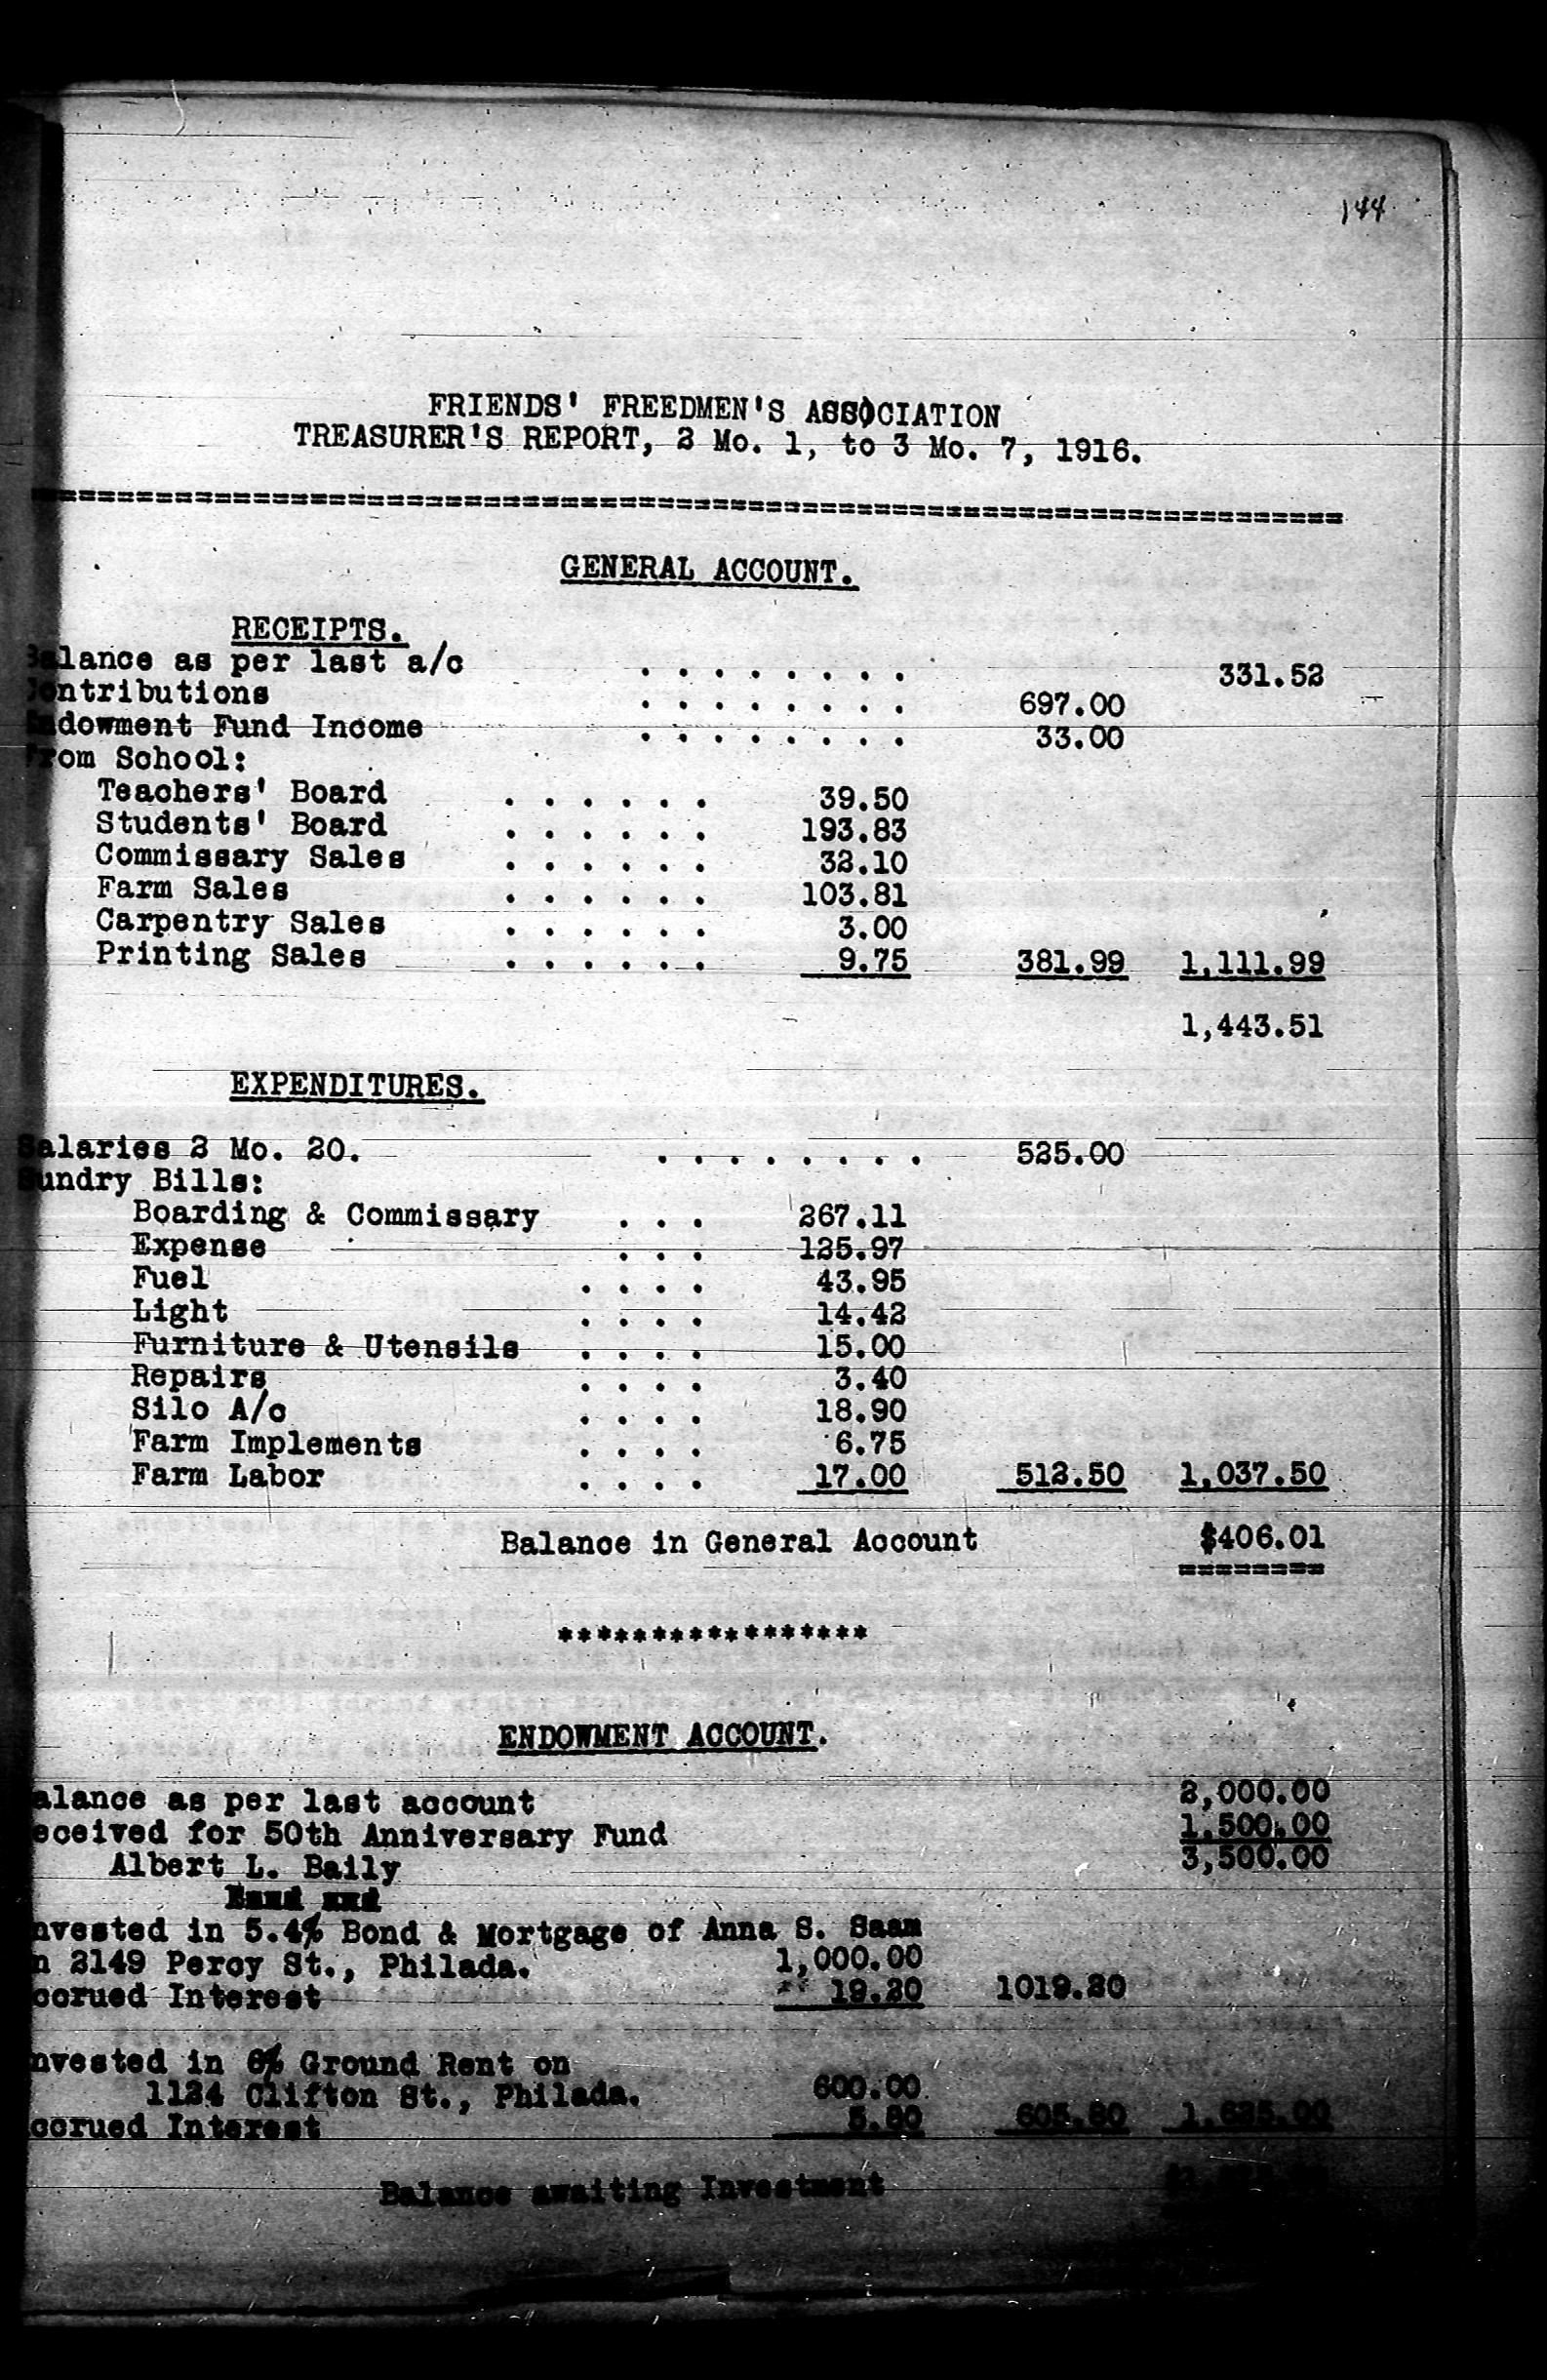 144
FRIENDS' FREEDMEN'S ASSOCIATION
TREASURER'S REPORT, 2 Mo. 1, to 3 Mo. 7, 1916.
GENERAL ACCOUNT.
RECEIPTS.
Balance as per last a/c . . . . . . . . 331.52
Contributions . . . . . . . . 697.00
Endowment Fund Income . . . . . . . . 33.00
From School:
Teachers' Board . . . . . . 39.50
Students' Board . . . . . . 193.83
Commissary Sales . . . . . . 32.10
Farm Sales . . . . . . 103.81
Carpentry Sales . . . . . . 3.00
Printing Sales . . . . . . 9.75 381.99 1,111.99
1,443.51
EXPENDITURES.
Salaries 2 Mo. 20. . . . . . . . . 525.00
Sundry Bills:
Boarding & Commissary . . . 267.11
Expense . . . 125.97
Fuel . . . . 43.95
Light . . . . 14.42
Furniture & Utensils . . . . 15.00
Repairs . . . . 3.40
Silo A/c . . . . 18.90
Farm Implements . . . . 6.75
Farm Labor . . . . 17.00 512.50 1,037.50
Balance in General Account $406.01
*****************
ENDOWMENT ACCOUNT.
alance as per last account 2,000.00
eceived for 50th Anniversary Fund 1,500.00
Albert L. Baily 3,500.00
nvested in 5.4% Bond & Mortgage of Anna S. Saam
n 2149 Percy St., Philada. 1,000.00
ccrued Interest 19.20 1019.20
nvested in 6% Ground Rent on
1124 Clifton St., Philada. 600.00
ccrued Interest 5.80 605.80 1,625.00
Balance awaiting Investment